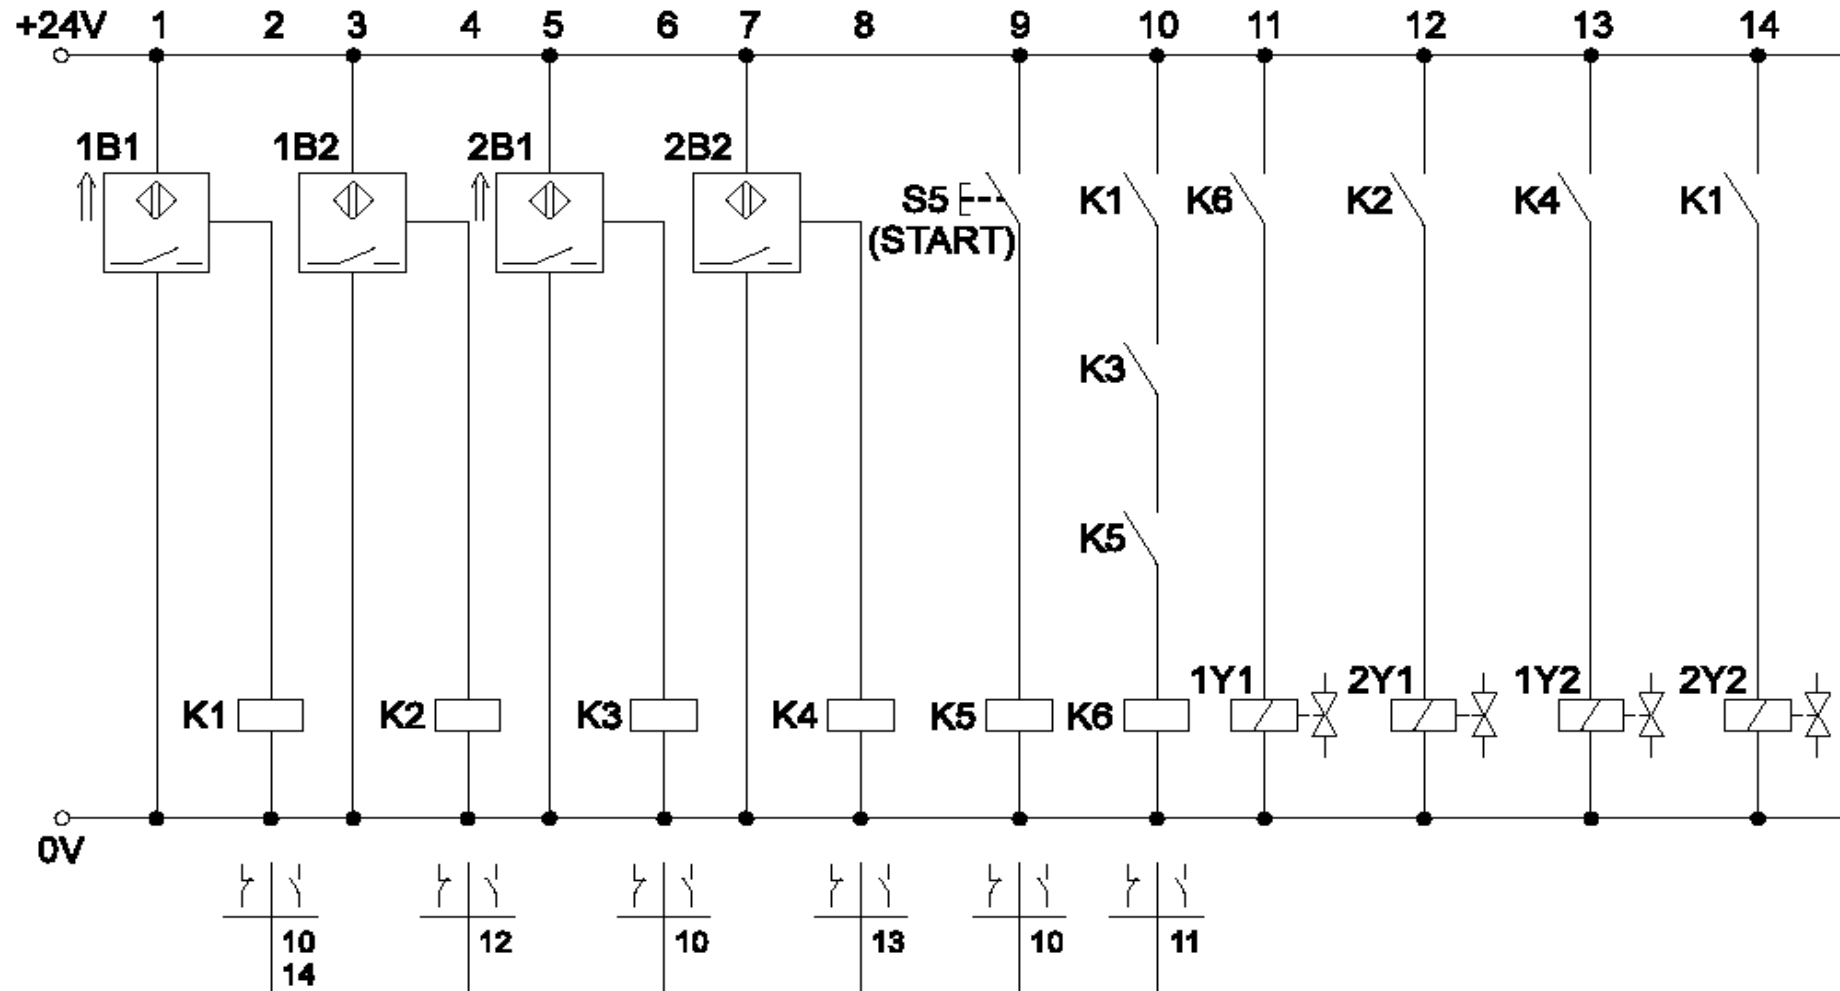 +24V 1 2 3 4 5 6 7 8 9 10 11 12 13 14
1B1 1B2 2B1 2B2
S5 K1 K6 K2 K4 K1
(START)
K3
K5
1Y1 2Y1 1Y2 2Y2
K1 K2 K3 K4 K5 K6
0V
10 12 10 13 10 11
14